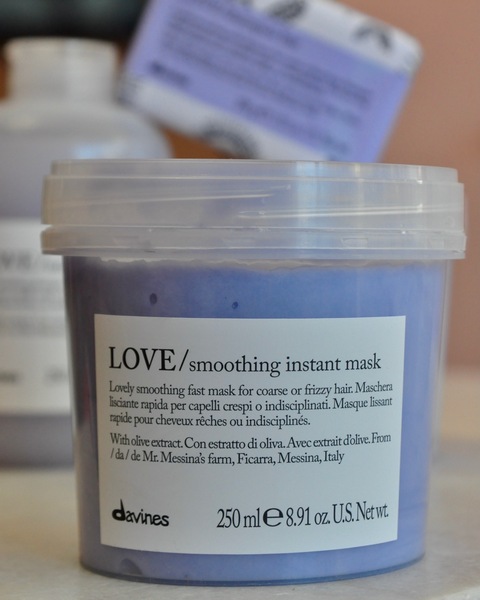 LOVE/smoothing instant mask
Lovely smoothing fast mask for coarse or frizzy hair. Maschera
lisciante rapida per capelli crespi o indisciplinati. Masque lissant
rapide pour cheveux rêches ou indisciplinés.
With olive extract. Con estratto di oliva. Avec extrait d'olive. From
/ da / de Mr. Messina's farm, Ficarra, Messina, Italy
davines
250 ml℮8.91 oz. U.S. Net wt.